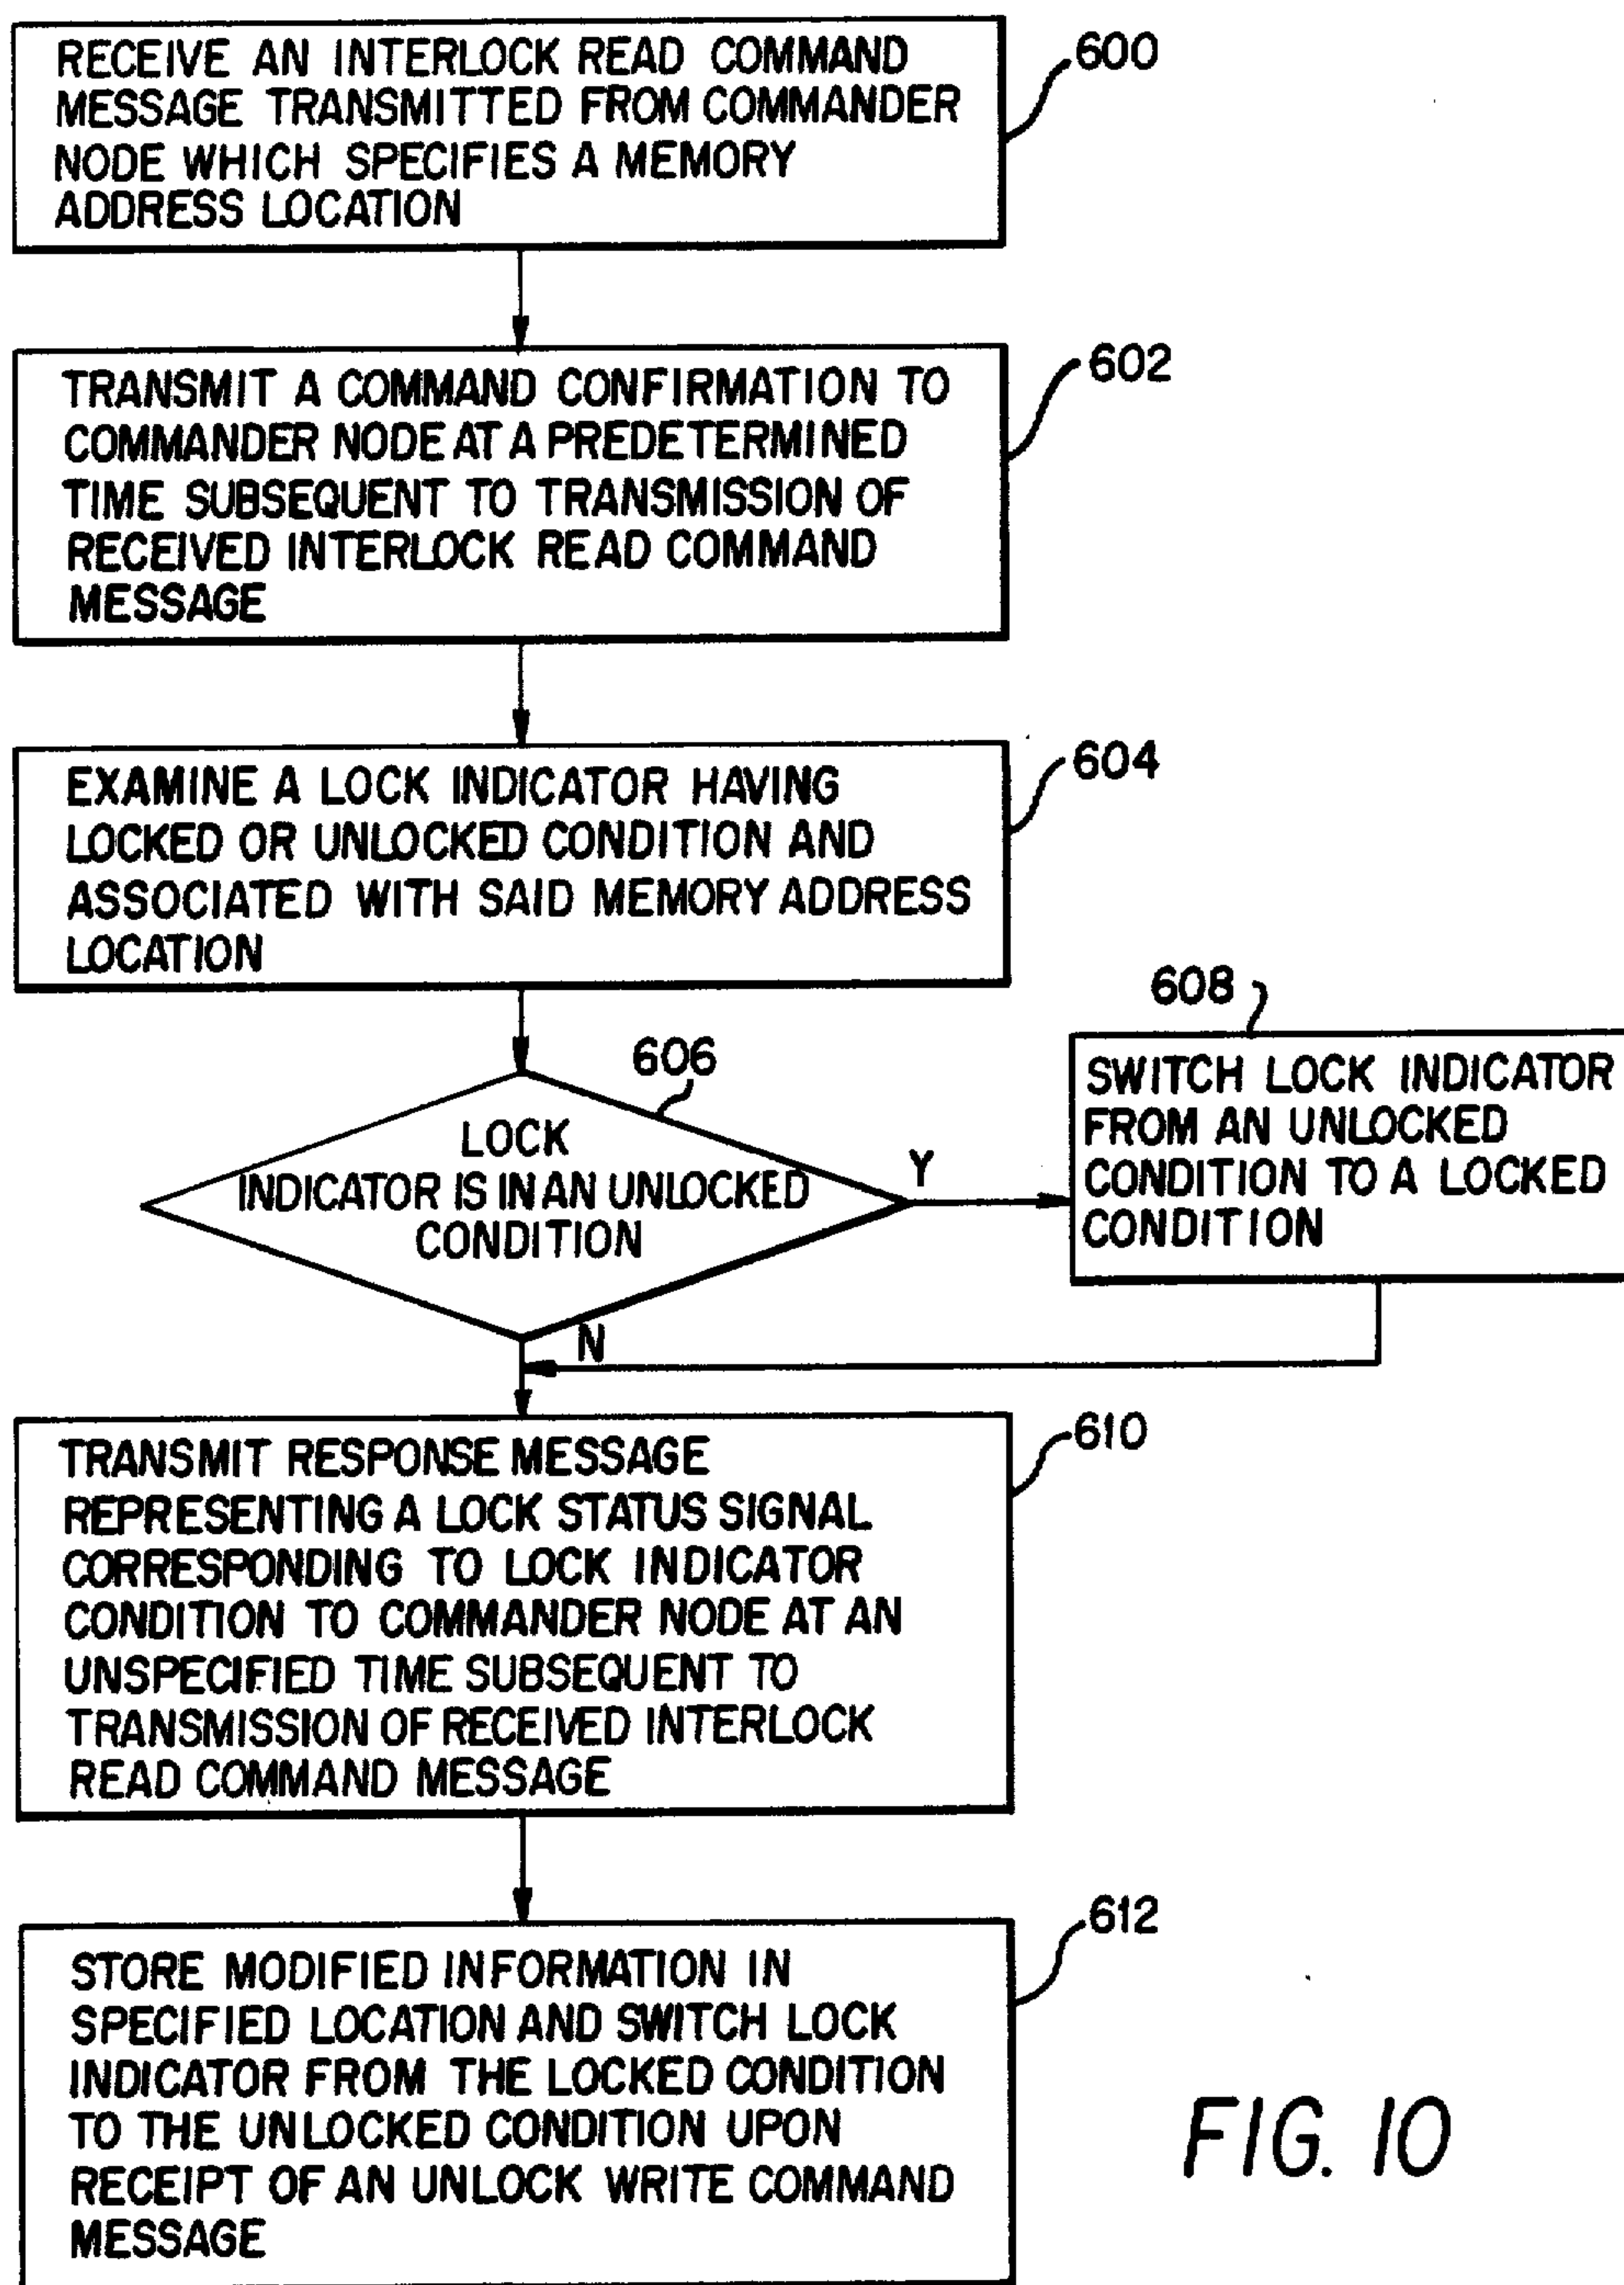 RECEIVE AN INTERLOCK READ COMMAND
MESSAGE TRANSMITTED FROM COMMANDER
NODE WHICH SPECIFIES A MEMORY
ADDRESS LOCATION
600
TRANSMIT A COMMAND CONFIRMATION TO
COMMANDER NODE AT A PREDETERMINED
TIME SUBSEQUENT TO TRANSMISSION OF
RECEIVED INTERLOCK READ COMMAND
MESSAGE
602
EXAMINE A LOCK INDICATOR HAVING
LOCKED OR UNLOCKED CONDITION AND
ASSOCIATED WITH SAID MEMORY ADDRESS
LOCATION
604
606
LOCK
INDICATOR IS IN AN UNLOCKED
CONDITION
Y
608
SWITCH LOCK INDICATOR
FROM AN UNLOCKED
CONDITION TO A LOCKED
CONDITION
N
TRANSMIT RESPONSE MESSAGE
REPRESENTING A LOCK STATUS SIGNAL
CORRESPONDING TO LOCK INDICATOR
CONDITION TO COMMANDER NODE AT AN
UNSPECIFIED TIME SUBSEQUENT TO
TRANSMISSION OF RECEIVED INTERLOCK
READ COMMAND MESSAGE
610
STORE MODIFIED INFORMATION IN
SPECIFIED LOCATION AND SWITCH LOCK
INDICATOR FROM THE LOCKED CONDITION
TO THE UNLOCKED CONDITION UPON
RECEIPT OF AN UNLOCK WRITE COMMAND
MESSAGE
612
FIG. 10